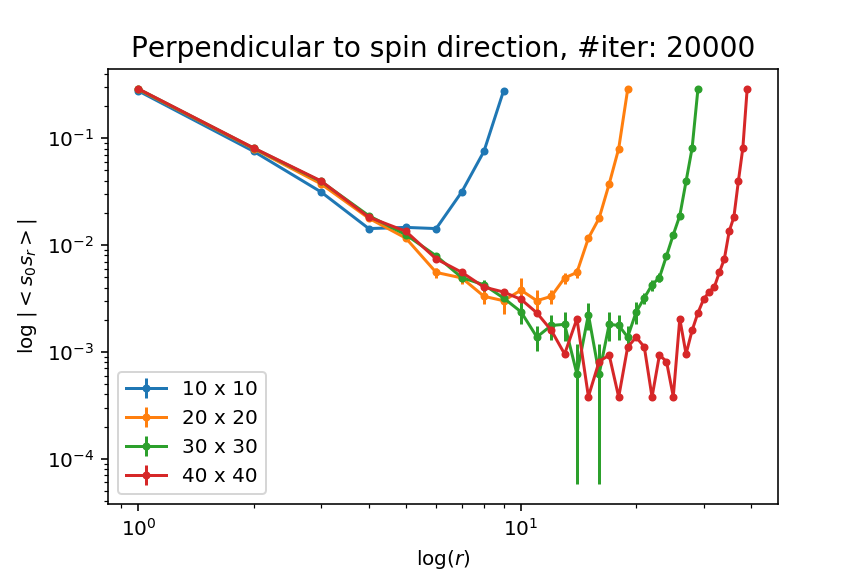 Perpendicular to spin direction, #iter: 20000
log | < s₀sᵣ > |
10⁻¹
10⁻²
10⁻³
10⁻⁴
10 x 10
20 x 20
30 x 30
40 x 40
10⁰
10¹
log(r)